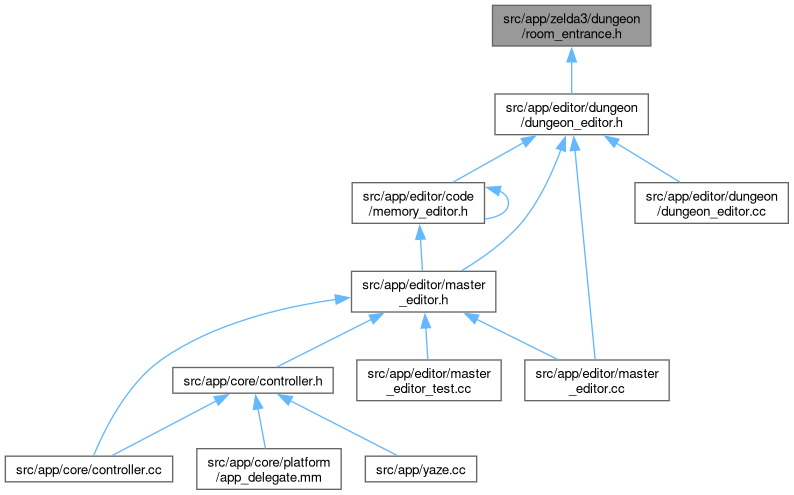 src/app/zelda3/dungeon
/room_entrance.h
src/app/editor/dungeon
/dungeon_editor.h
src/app/editor/code
/memory_editor.h
src/app/editor/dungeon
/dungeon_editor.cc
src/app/editor/master
_editor.h
src/app/core/controller.h
src/app/editor/master
_editor_test.cc
src/app/editor/master
_editor.cc
src/app/core/controller.cc
src/app/core/platform
/app_delegate.mm
src/app/yaze.cc